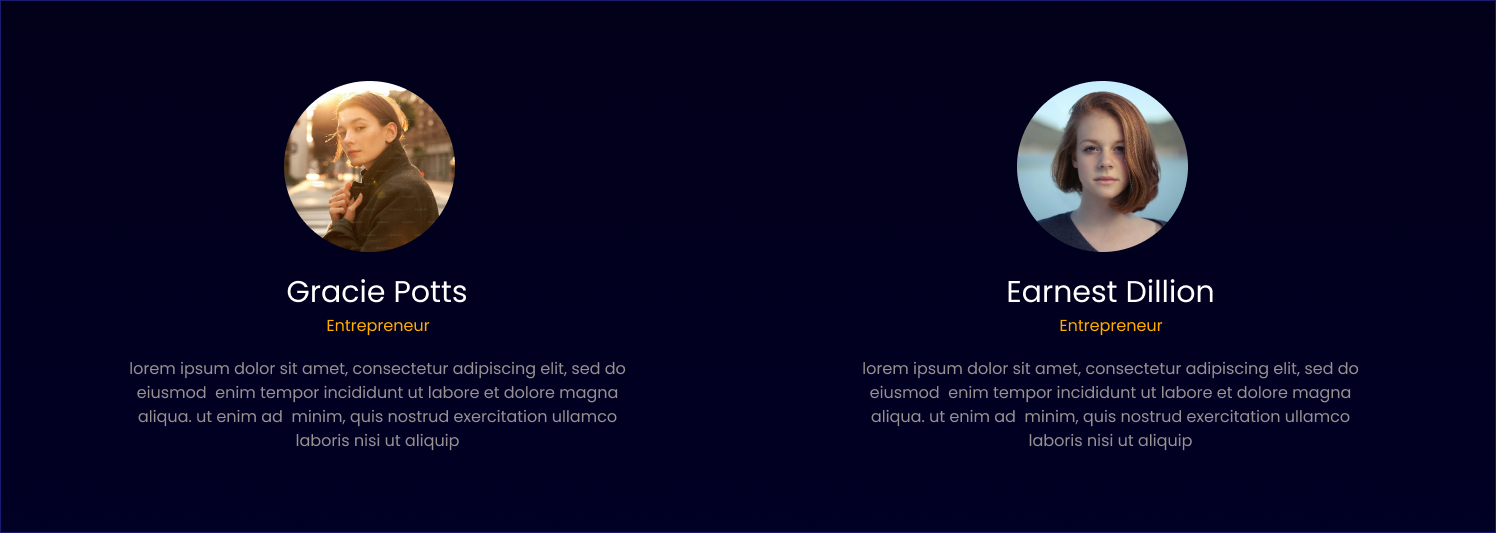 Gracie Potts
Entrepreneur
lorem ipsum dolor sit amet, consectetur adipiscing elit, sed do
eiusmod  enim tempor incididunt ut labore et dolore magna
aliqua. ut enim ad  minim, quis nostrud exercitation ullamco
laboris nisi ut aliquip
Earnest Dillion
Entrepreneur
lorem ipsum dolor sit amet, consectetur adipiscing elit, sed do
eiusmod  enim tempor incididunt ut labore et dolore magna
aliqua. ut enim ad  minim, quis nostrud exercitation ullamco
laboris nisi ut aliquip